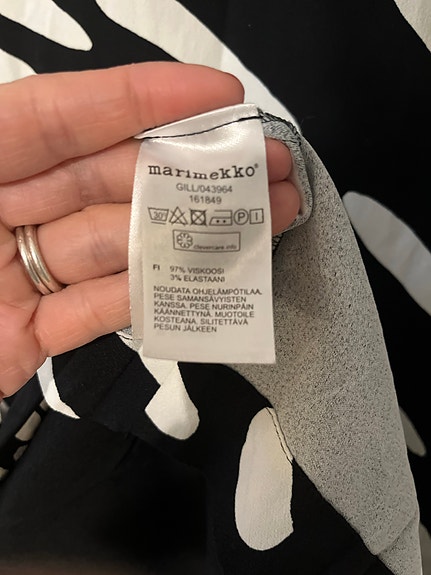 marimekko®
GILL/043964
161849
30° P I
clevercare.info
FI 97% VISKOOSI
3% ELASTAANI
NOUDATA OHJELÄMPÖTILAA.
PESE SAMANSÄVYISTEN
KANSSA. PESE NURINPÄIN
KÄÄNNETTYNÄ. MUOTOILE
KOSTEANA, SILITETTÄVÄ
PESUN JÄLKEEN